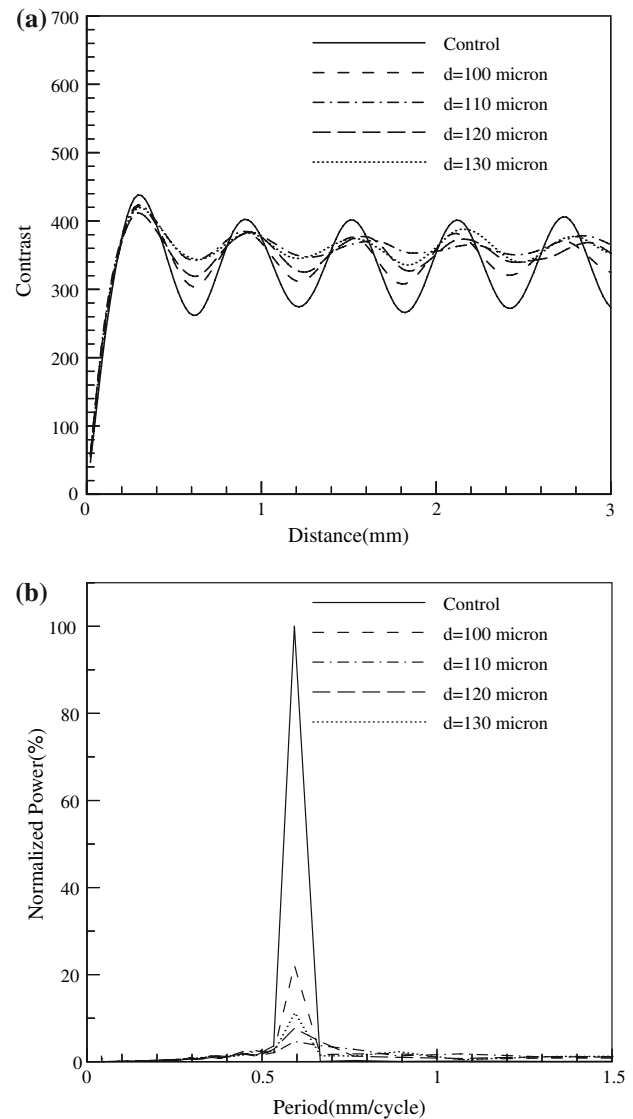 (a)
700
600
500
400
300
200
100
0
Contrast
Control
d=100 micron
d=110 micron
d=120 micron
d=130 micron
0 1 2 3
Distance(mm)
(b)
100
80
60
40
20
0
Normalized Power(%)
Control
d=100 micron
d=110 micron
d=120 micron
d=130 micron
0 0.5 1 1.5
Period(mm/cycle)